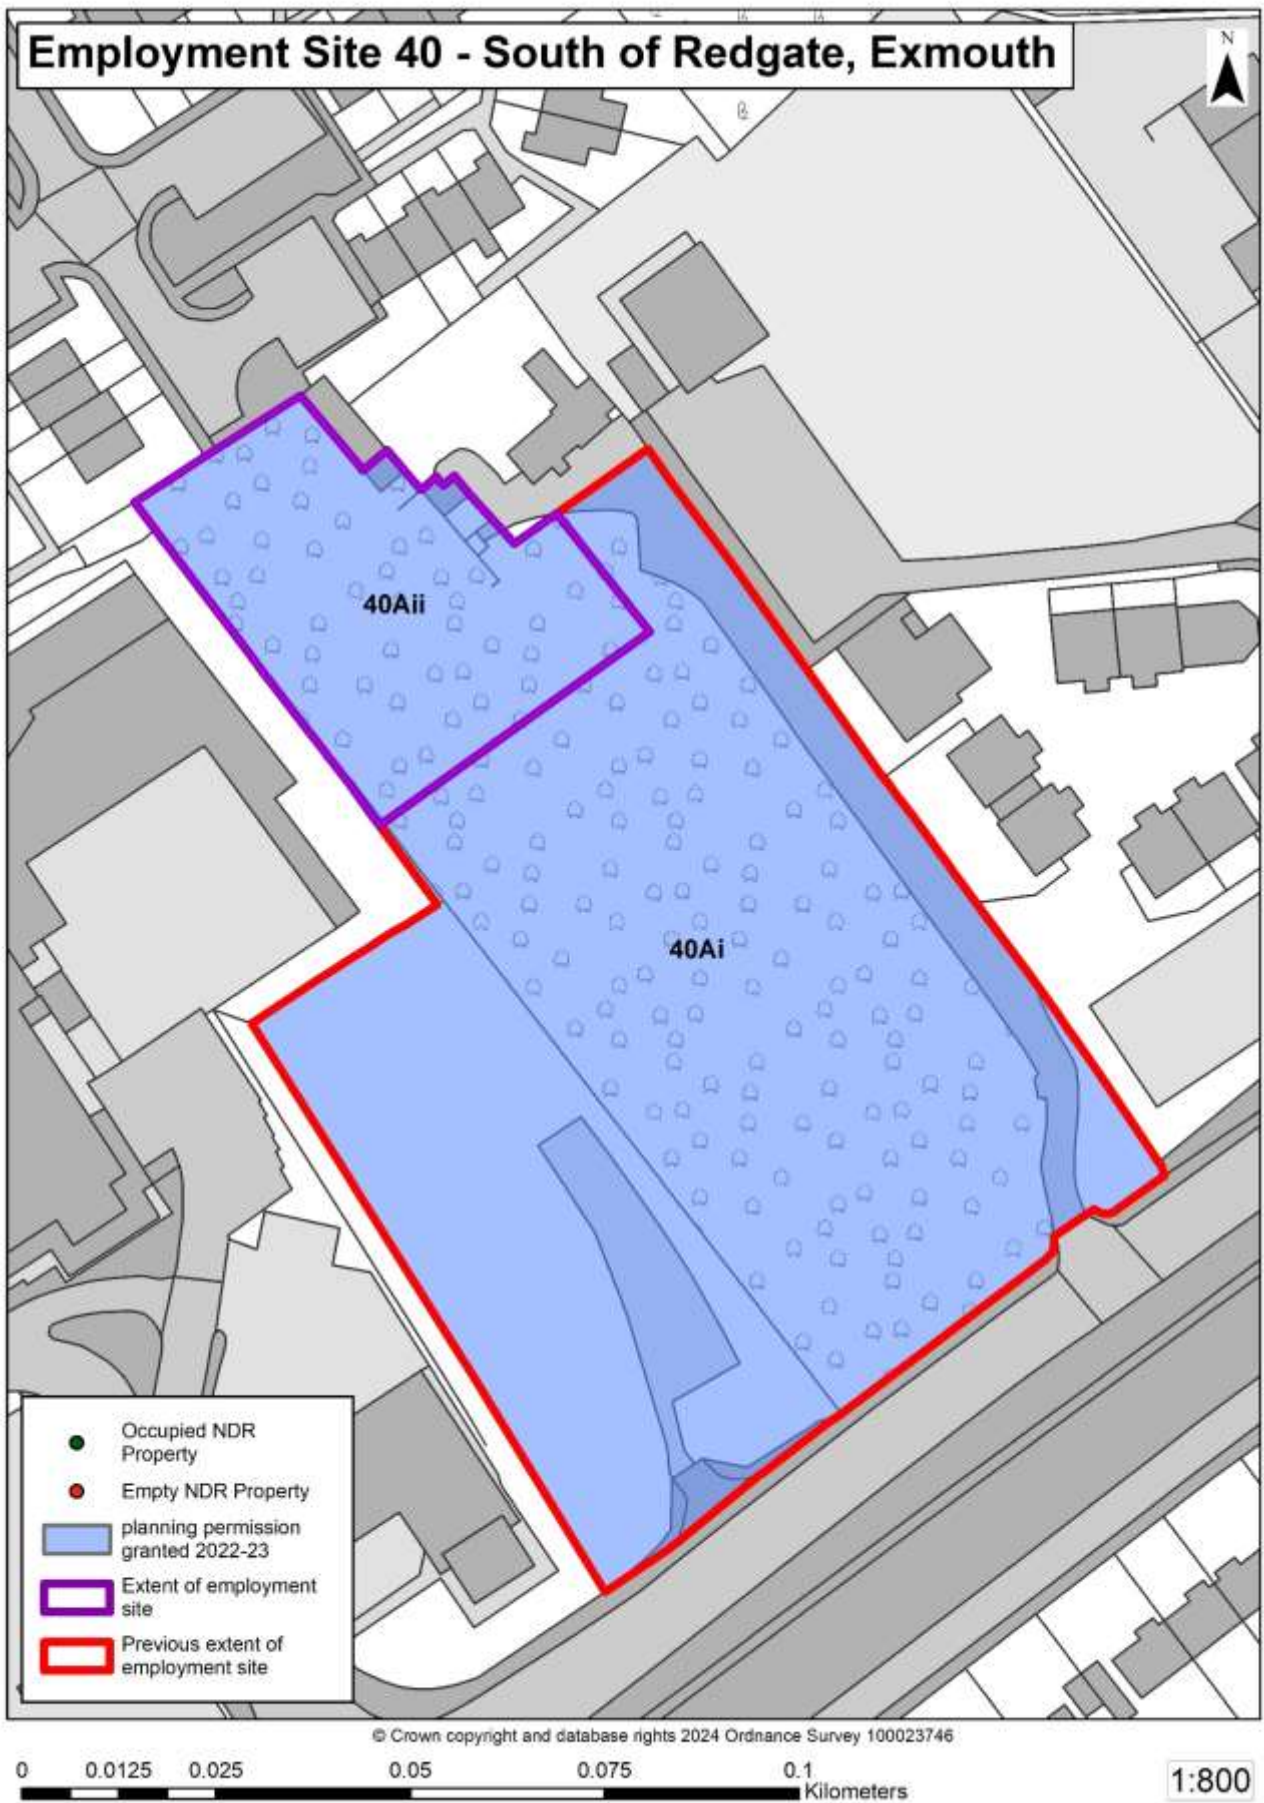 Employment Site 40 - South of Redgate, Exmouth
N
40Aii
40Ai
Occupied NDR
Property
Empty NDR Property
planning permission
granted 2022-23
Extent of employment
site
Previous extent of
employment site
© Crown copyright and database rights 2024 Ordnance Survey 100023746
0 0.0125 0.025 0.05 0.075 0.1
Kilometers
1:800